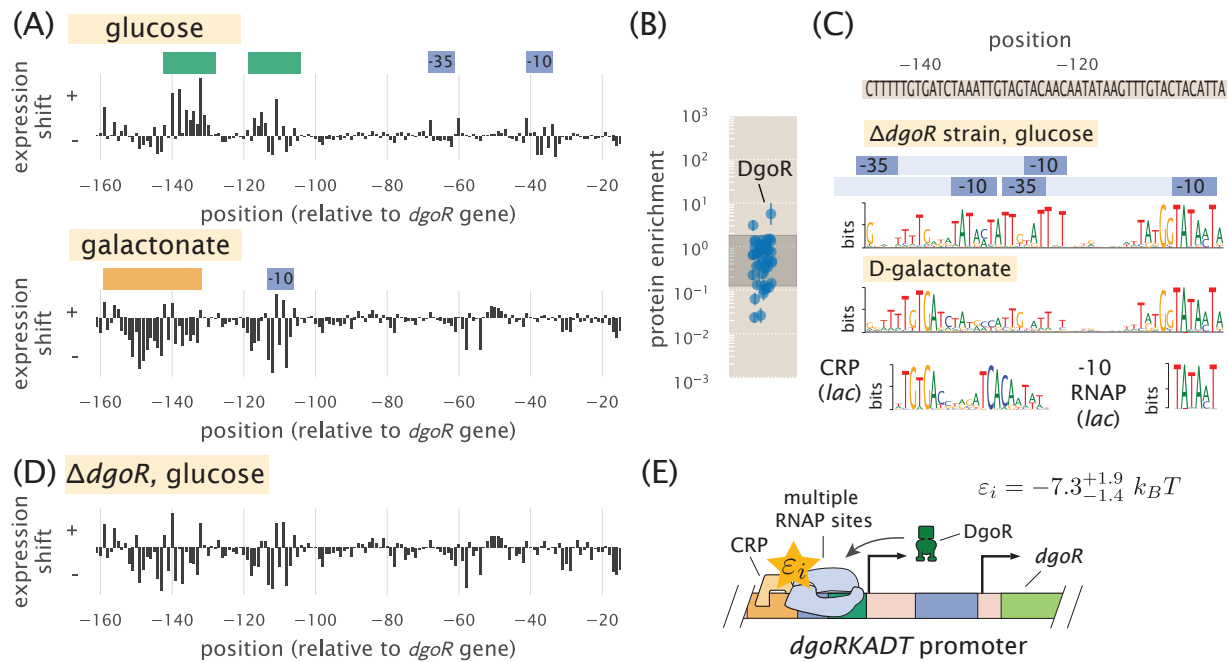 (A)
glucose
-35
-10
expression
shift
+
-
−160 −140 −120 −100 −80 −60 −40 −20
position (relative to dgoR gene)
galactonate
-10
expression
shift
+
-
−160 −140 −120 −100 −80 −60 −40 −20
position (relative to dgoR gene)
(B)
protein enrichment
10³
10²
10¹
10⁰
10⁻¹
10⁻²
10⁻³
DgoR
(C)
position
−140 −120
CTTTTTGTGATCTAAATTGTAGTACAACAATATAAGTTTGTACTACATTA
ΔdgoR strain, glucose
-35 -10
-10 -35 -10
bits
D-galactonate
bits
CRP
(lac)
bits
-10
RNAP
(lac)
bits
(D)
ΔdgoR, glucose
expression
shift
+
-
−160 −140 −120 −100 −80 −60 −40 −20
position (relative to dgoR gene)
(E)
εᵢ = −7.3 +1.9 −1.4 k_BT
multiple
RNAP sites
CRP
εᵢ
DgoR
dgoR
dgoRKADT promoter